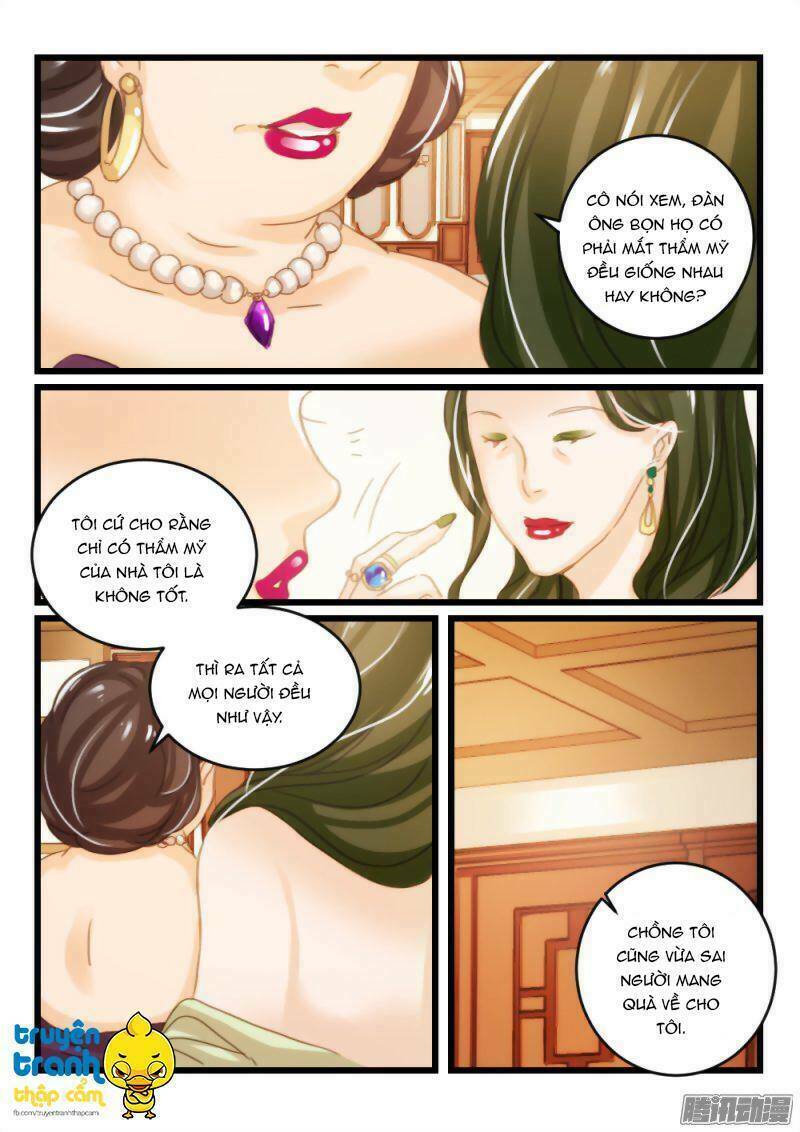 CÔ NÓI XEM, ĐÀN
ÔNG BỌN HỌ CÓ
PHẢI MẮT THẨM MỸ
ĐỀU GIỐNG NHAU
HAY KHÔNG?
TÔI CỨ CHO RẰNG
CHỈ CÓ THẨM MỸ
CỦA NHÀ TÔI LÀ
KHÔNG TỐT.
THÌ RA TẤT CẢ
MỌI NGƯỜI ĐỀU
NHƯ VẬY.
CHỒNG TÔI
CŨNG VỪA SAI
NGƯỜI MANG
QUÀ VỀ CHO
TÔI.
truyện
tranh
thập cẩm
fb.com/truyentranhthapcam
腾讯动漫